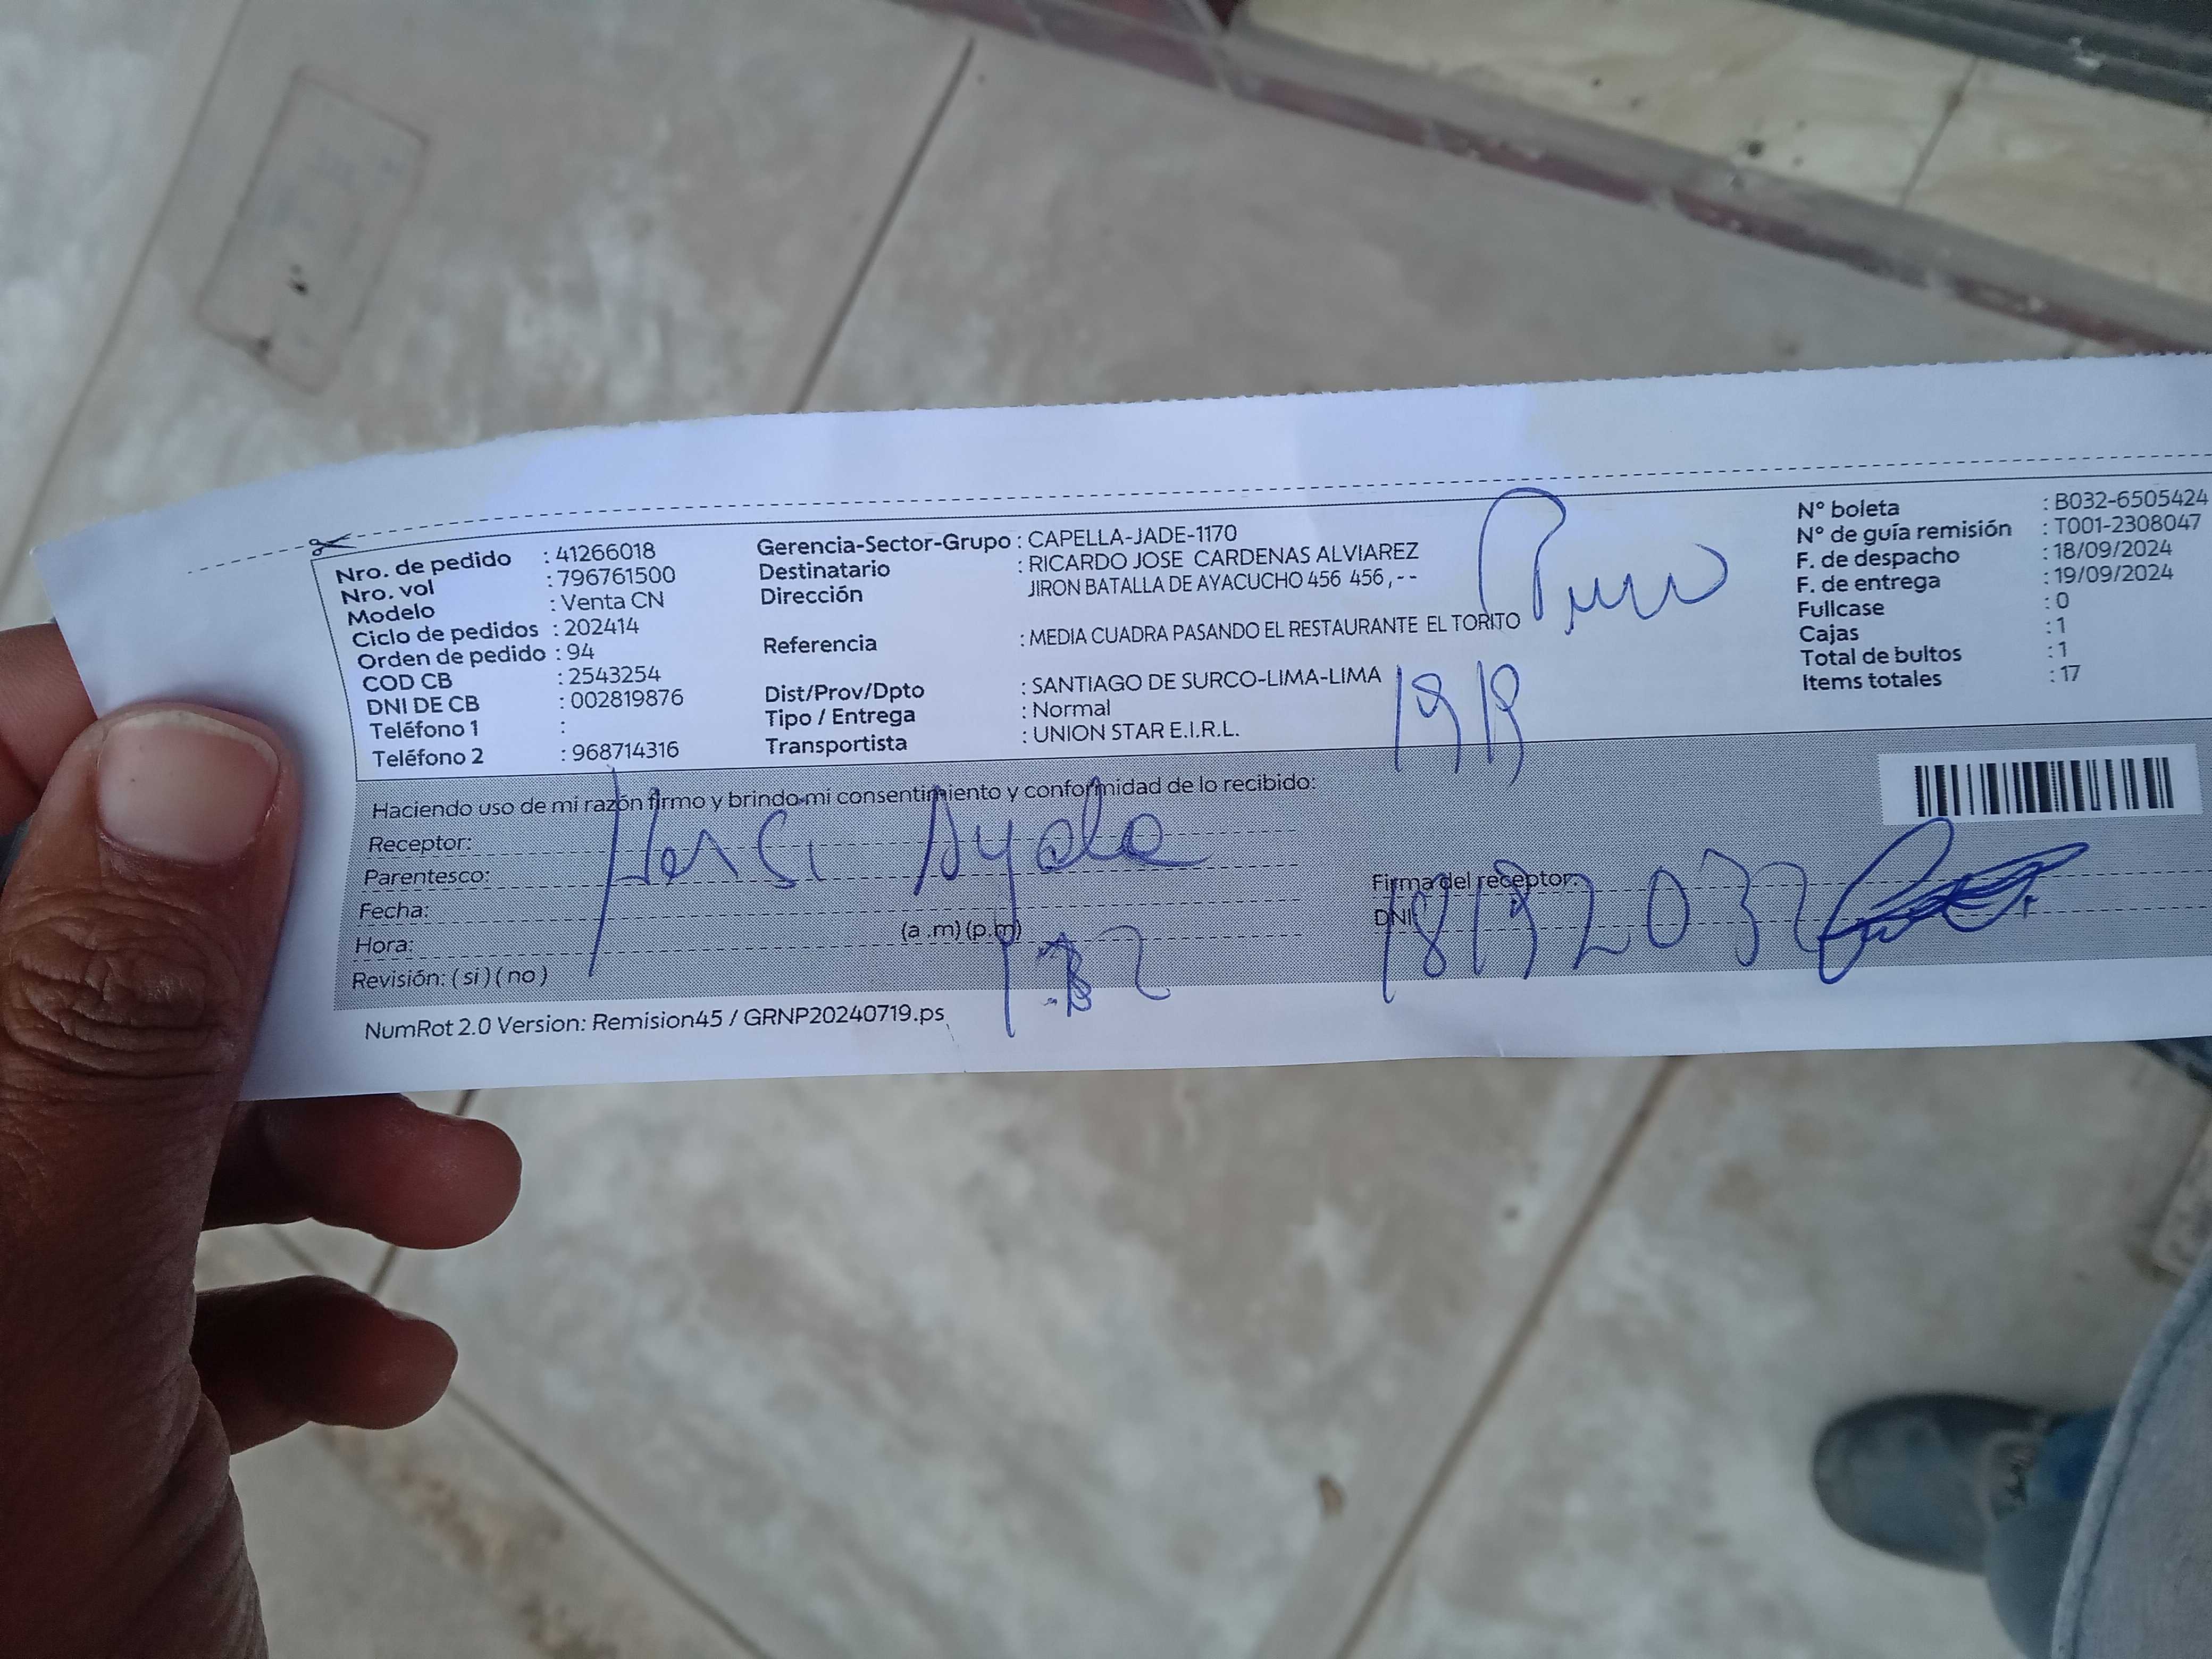 Nro. de pedido : 41266018
Nro. vol : 796761500
Modelo : Venta CN
Ciclo de pedidos : 202414
Orden de pedido : 94
COD CB : 2543254
DNI DE CB : 002819876
Teléfono 1 :
Teléfono 2 : 968714316
Gerencia-Sector-Grupo : CAPELLA-JADE-1170
Destinatario : RICARDO JOSE CARDENAS ALVIAREZ
Dirección JIRON BATALLA DE AYACUCHO 456 456 , - -
Referencia : MEDIA CUADRA PASANDO EL RESTAURANTE EL TORITO
Dist/Prov/Dpto : SANTIAGO DE SURCO-LIMA-LIMA
Tipo / Entrega : Normal
Transportista : UNION STAR E.I.R.L.
N° boleta : B032-6505424
N° de guía remisión : T001-2308047
F. de despacho : 18/09/2024
F. de entrega : 19/09/2024
Fullcase : 0
Cajas : 1
Total de bultos : 1
Items totales : 17
Haciendo uso de mi razón firmo y brindo mi consentimiento y conformidad de lo recibido:
Receptor:
Ayala
Parentesco:
Fecha:
Hora: (a .m) (p.m)
Revisión: ( si ) ( no )
Firma del receptor:
DNI
NumRot 2.0 Version: Remision45 / GRNP20240719.ps